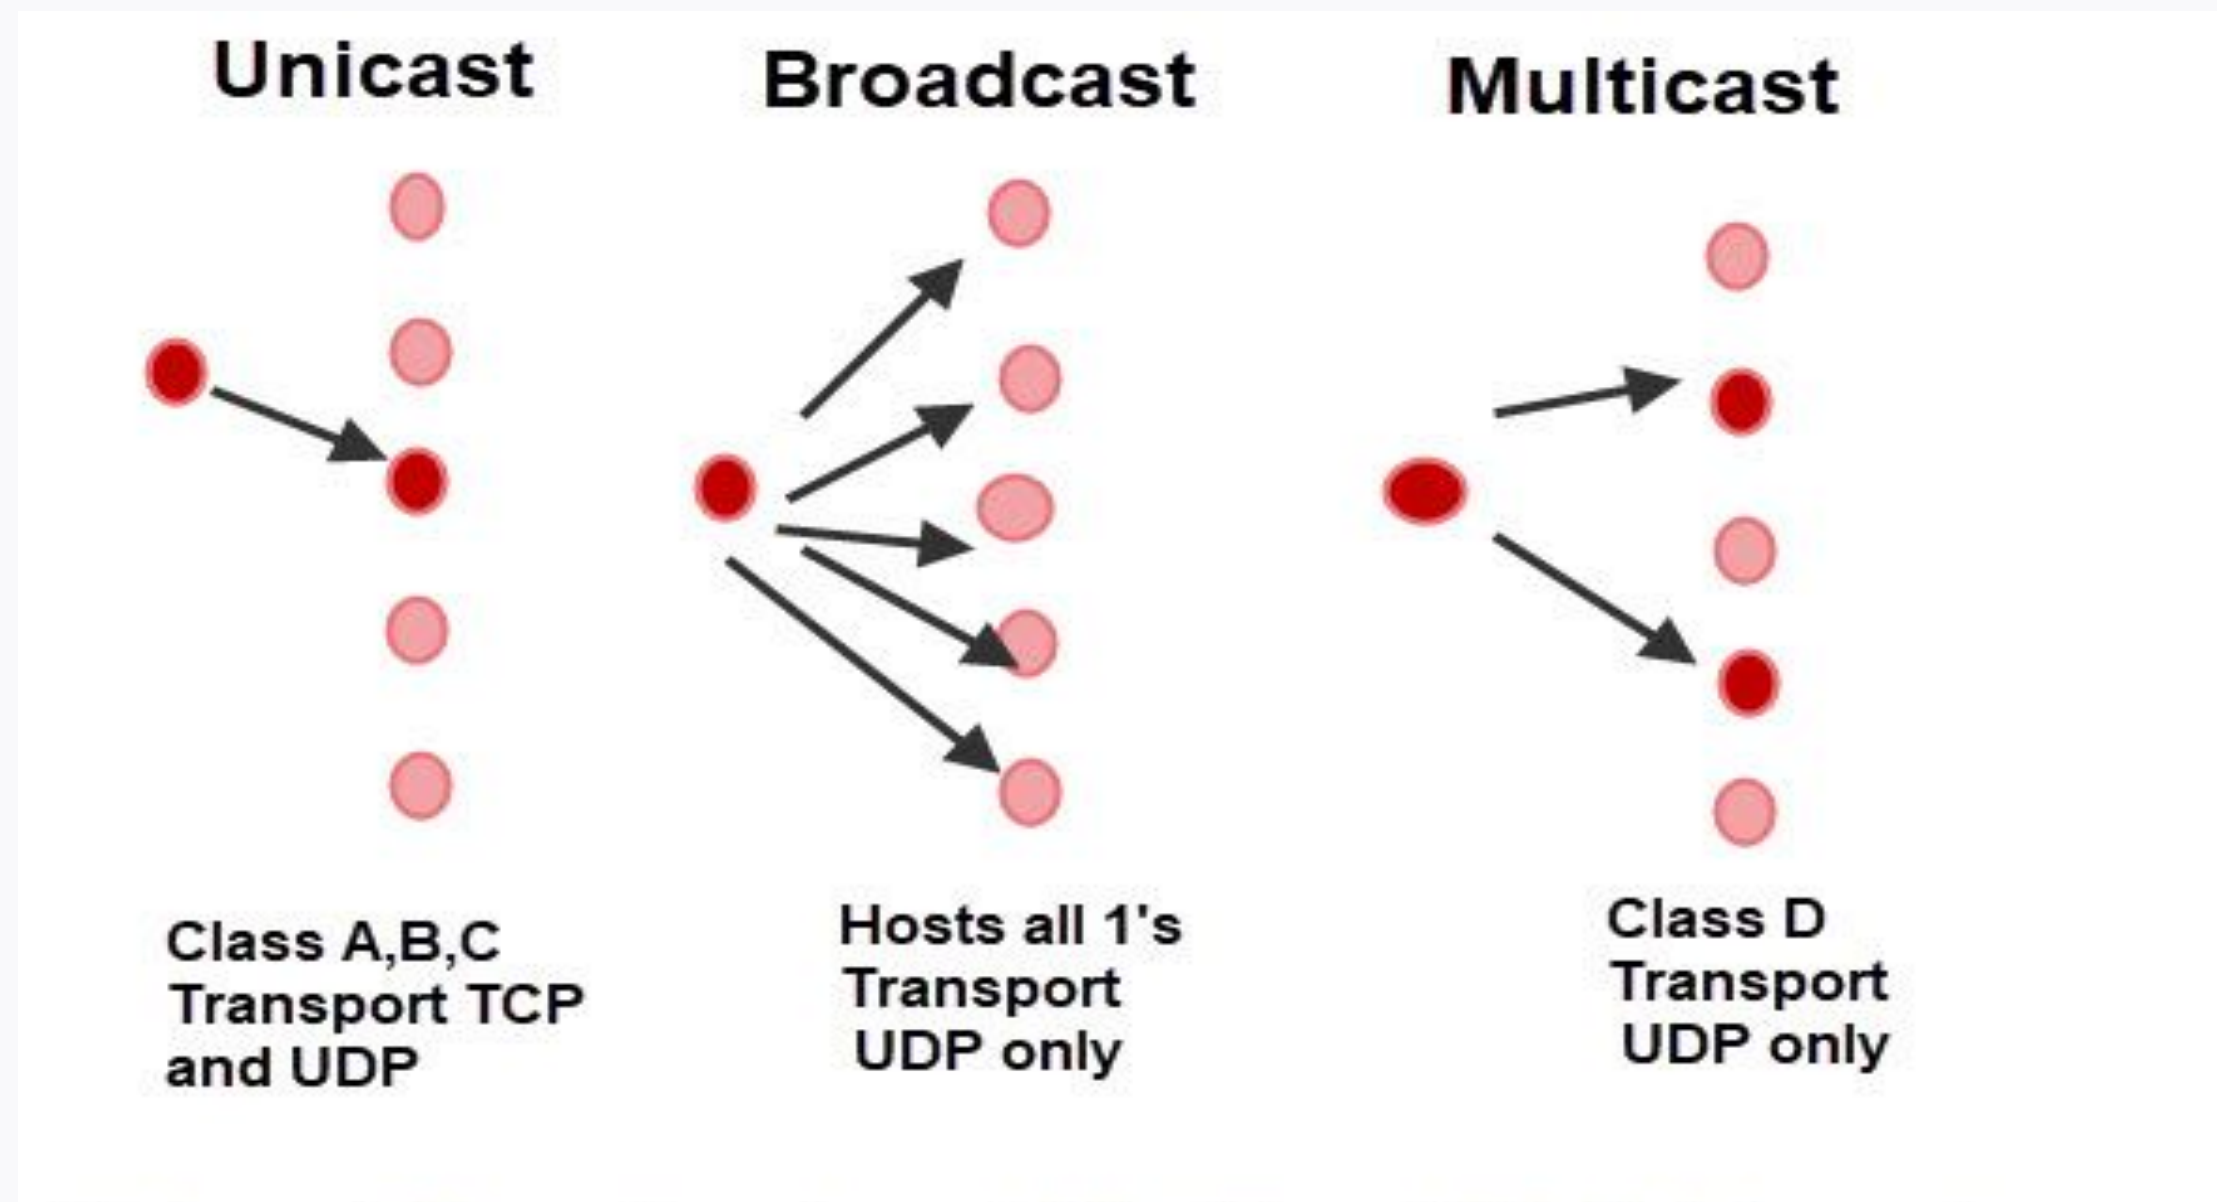 Unicast
Broadcast
Multicast
Class A,B,C
Transport TCP
and UDP
Hosts all 1's
Transport
UDP only
Class D
Transport
UDP only